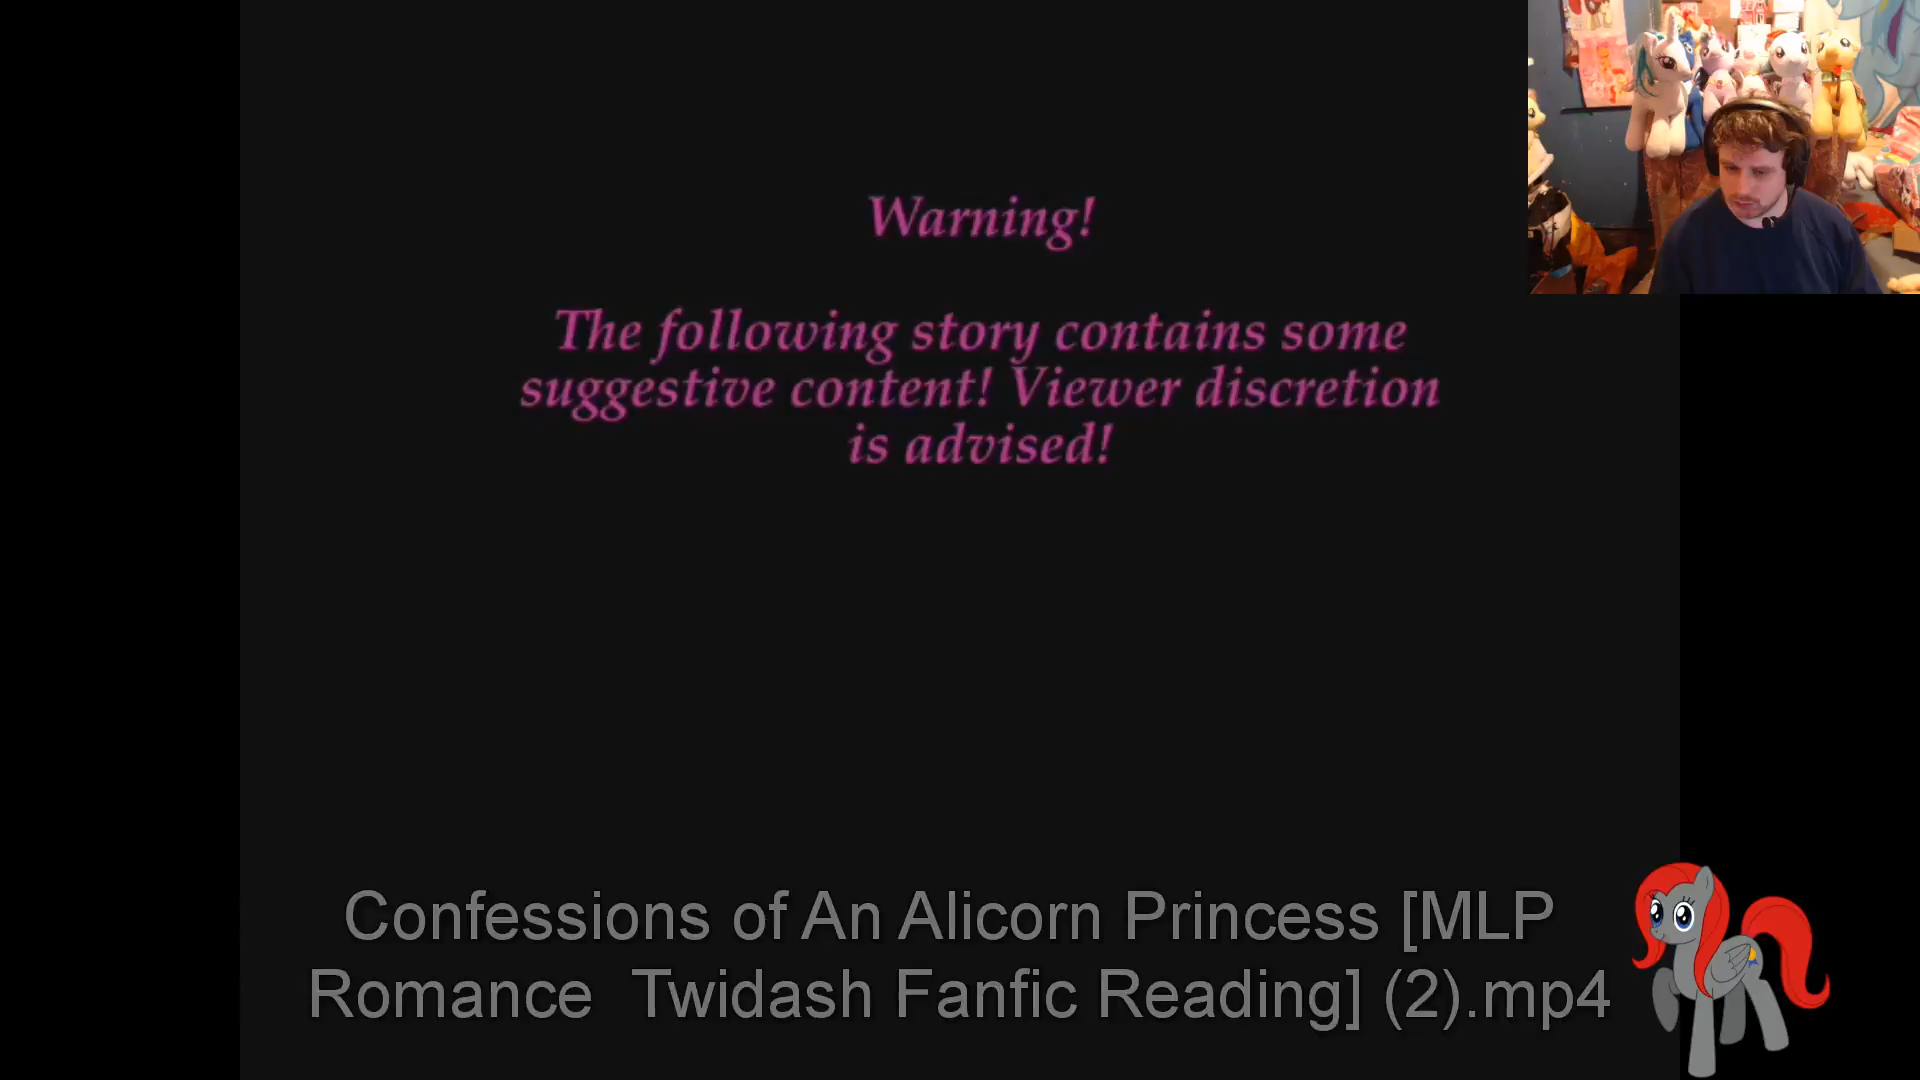 Warning!
The following story contains some
suggestive content! Viewer discretion
is advised!
Confessions of An Alicorn Princess [MLP
Romance  Twidash Fanfic Reading] (2).mp4